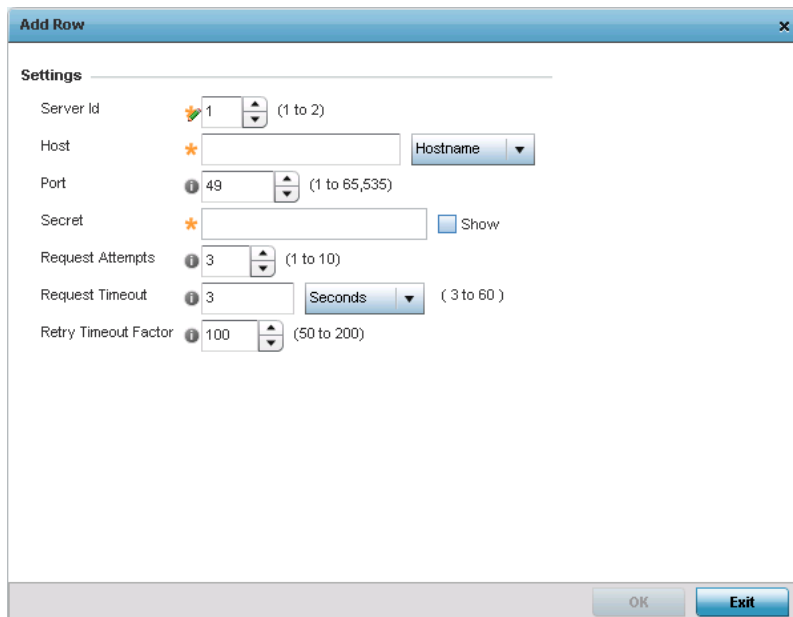 Add Row
Settings
Server Id 1 (1 to 2)
Host Hostname
Port 49 (1 to 65,535)
Secret Show
Request Attempts 3 (1 to 10)
Request Timeout 3 Seconds ( 3 to 60 )
Retry Timeout Factor 100 (50 to 200)
OK Exit